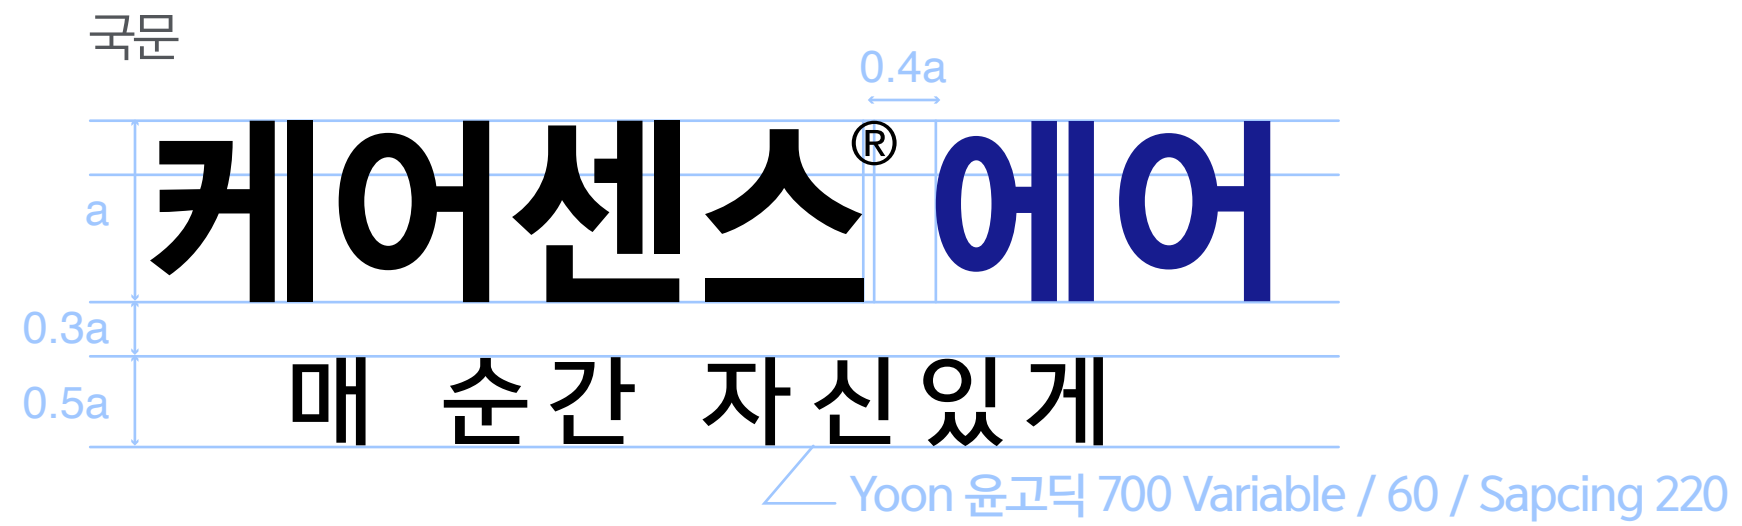 국문
0.4a
케어센스® 에어
a
0.3a
매 순간 자신있게
0.5a
Yoon 윤고딕 700 Variable / 60 / Sapcing 220